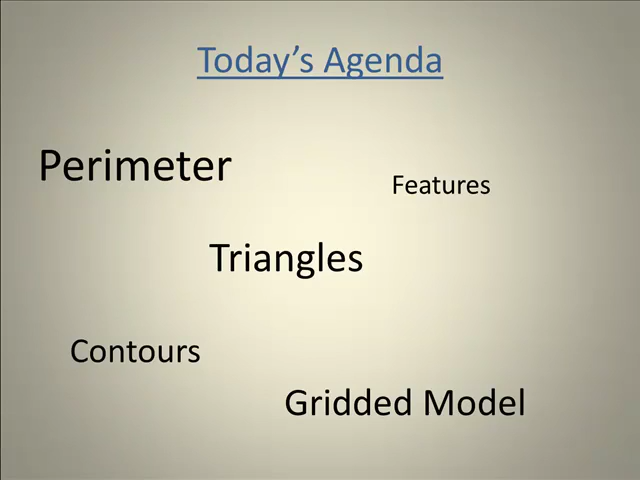 Today’s Agenda
Perimeter
Features
Triangles
Contours
Gridded Model